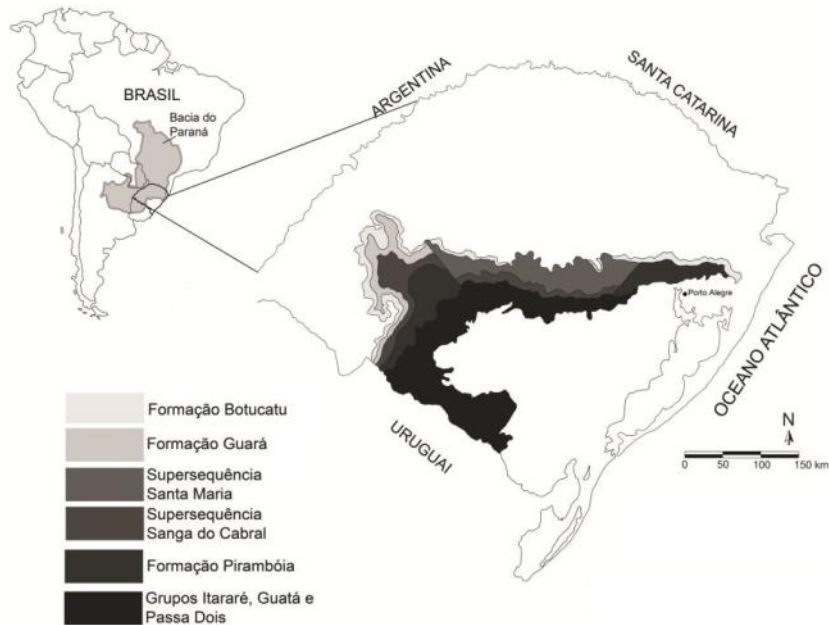 BRASIL
Bacia do
Paraná
ARGENTINA
SANTA CATARINA
Porto Alegre
OCEANO ATLÂNTICO
URUGUAI
N
0 50 100 150 km
Formação Botucatu
Formação Guará
Supersequência
Santa Maria
Supersequência
Sanga do Cabral
Formação Pirambóia
Grupos Itararé, Guatá e
Passa Dois